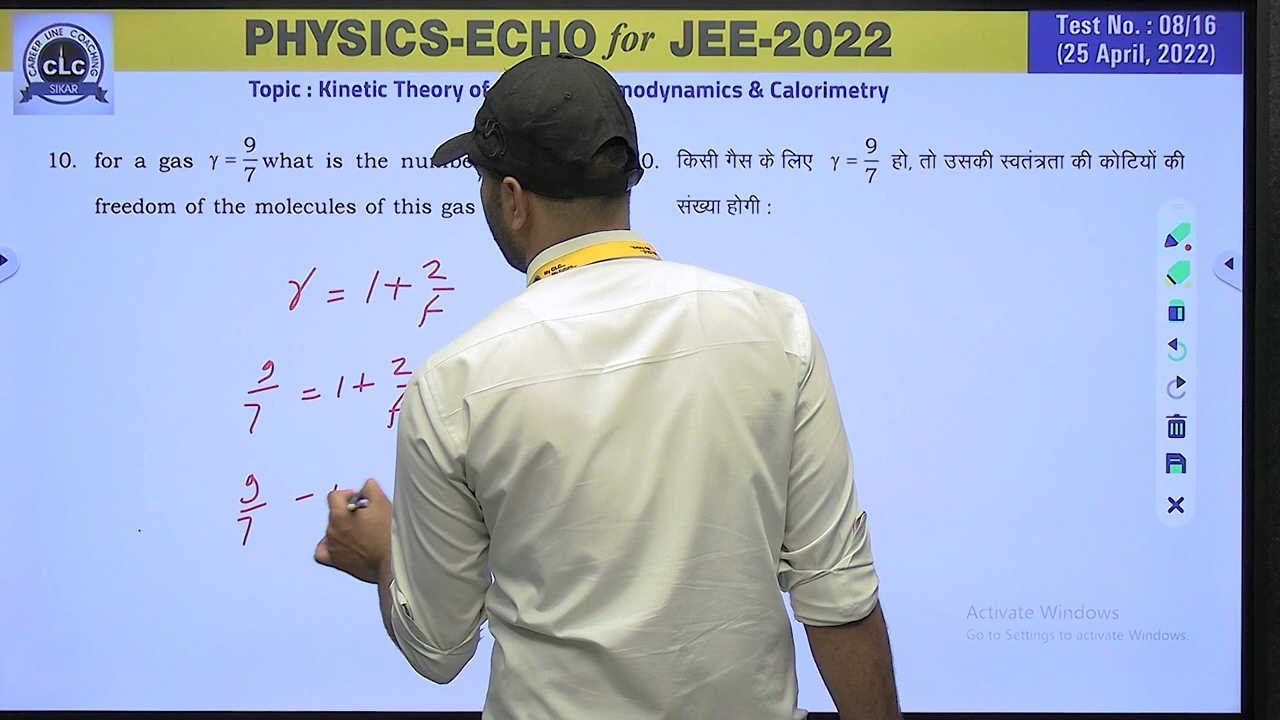 PHYSICS-ECHO for JEE-2022
Test No. : 08/16
(25 April, 2022)
CAREER LINE COACHING
CLC
SIKAR
Topic : Kinetic Theory of modynamics & Calorimetry
10. for a gas γ = 9/7 what is the numbe
freedom of the molecules of this gas
0. किसी गैस के लिए γ = 9/7 हो, तो उसकी स्वतंत्रता की कोटियों की
संख्या होगी :
γ = 1 + 2/f
9/7 = 1 + 2/f
9/7 -
Activate Windows
Go to Settings to activate Windows.